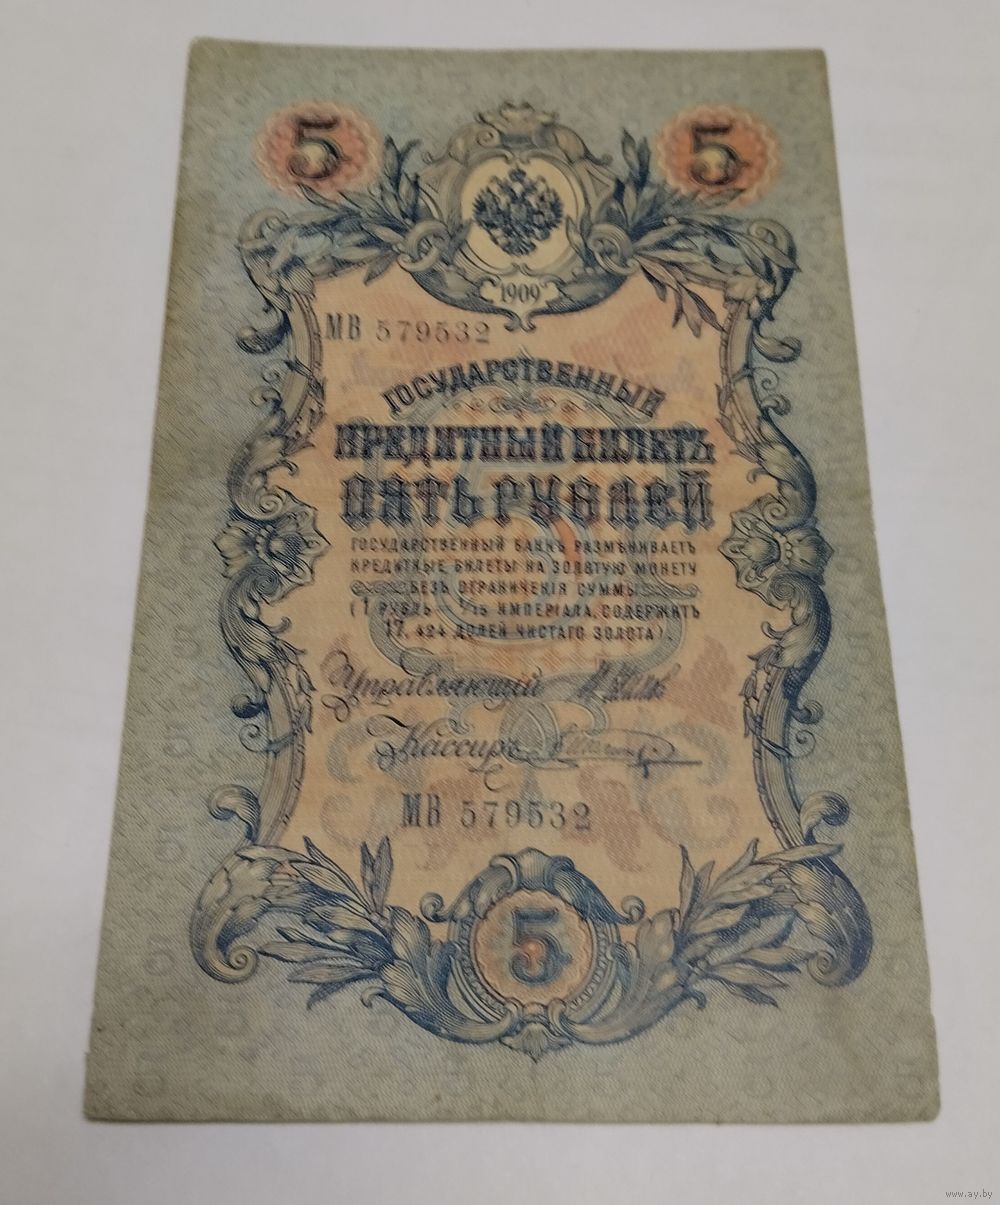 5 5
1909
МВ 579532
ГОСУДАРСТВЕННЫЙ
КРЕДИТНЫЙ БИЛЕТЪ
ПЯТЬ РУБЛЕЙ
ГОСУДАРСТВЕННЫЙ БАНКЪ РАЗМѢНИВАЕТЪ
КРЕДИТНЫЕ БИЛЕТЫ НА ЗОЛОТУЮ МОНЕТУ
БЕЗЪ ОГРАНИЧЕНІЯ СУММЫ
(1 РУБЛЬ = 1/15 ИМПЕРІАЛА, СОДЕРЖИТЪ
17,424 ДОЛЕЙ ЧИСТАГО ЗОЛОТА).
Управляющій
Кассиръ
МВ 579532
5
www.ay.by